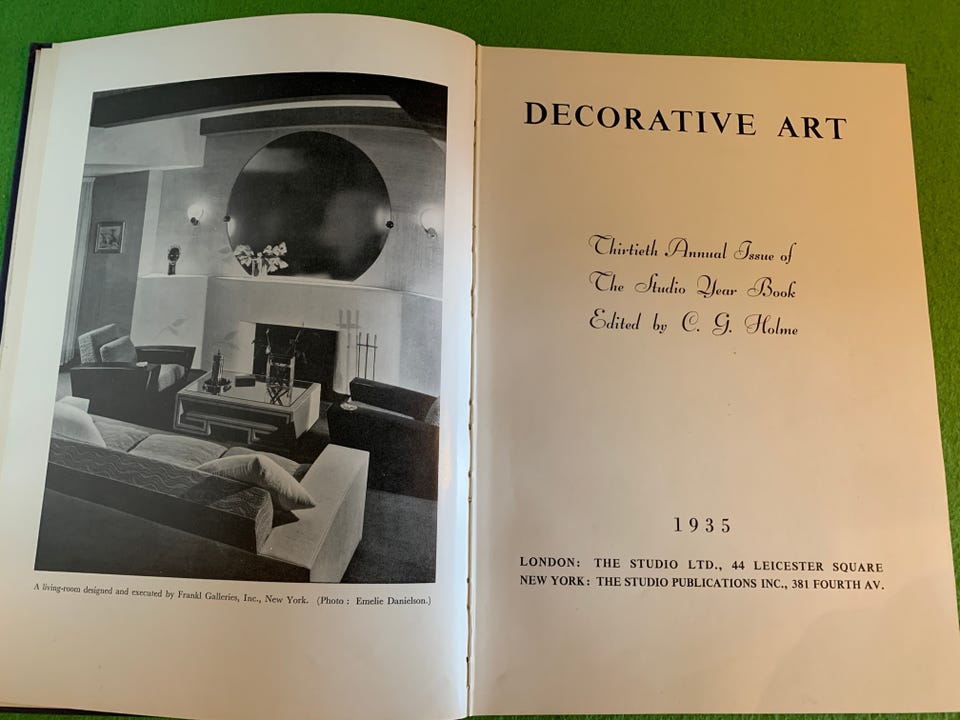 A living-room designed and executed by Frankl Galleries, Inc., New York. (Photo : Emelie Danielson.)
DECORATIVE ART
Thirtieth Annual Issue of
The Studio Year Book
Edited by C. G. Holme
1935
LONDON: THE STUDIO LTD., 44 LEICESTER SQUARE
NEW YORK: THE STUDIO PUBLICATIONS INC., 381 FOURTH AV.